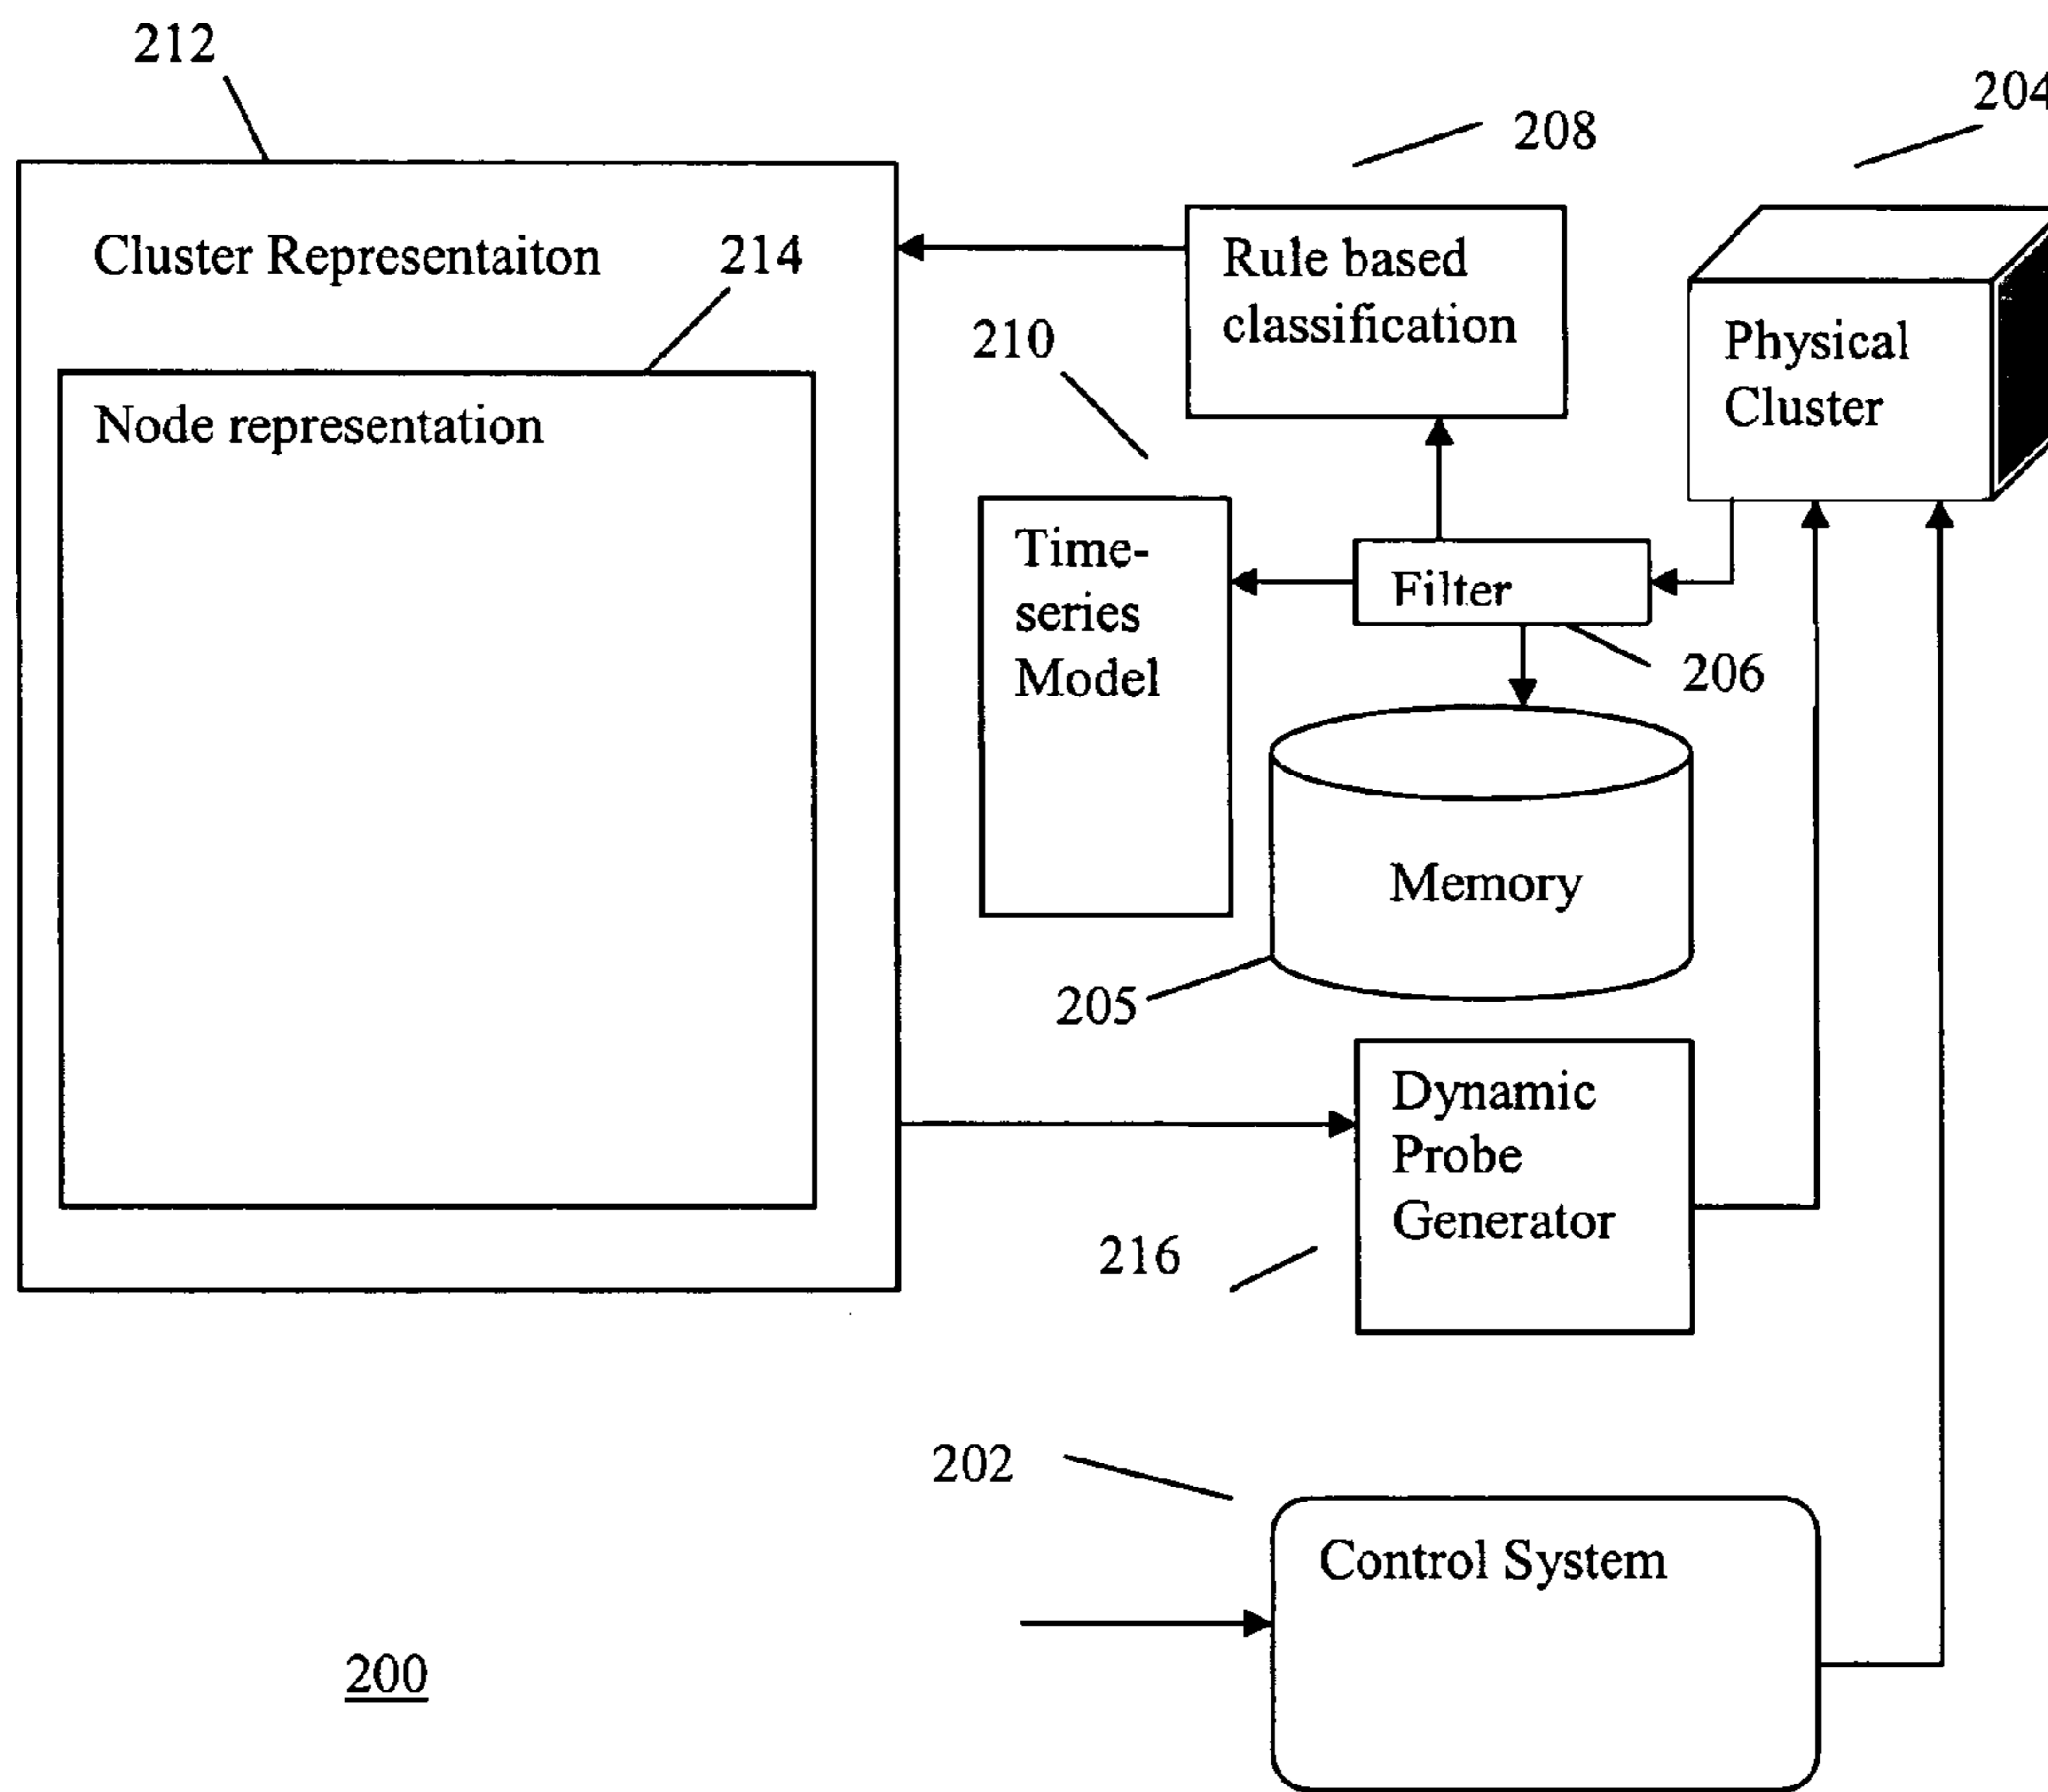 212
204
208
Cluster Representaiton
214
Rule based
classification
210
Physical
Cluster
Node representation
Time-
series
Model
Filter
206
Memory
205
Dynamic
Probe
Generator
216
202
Control System
200